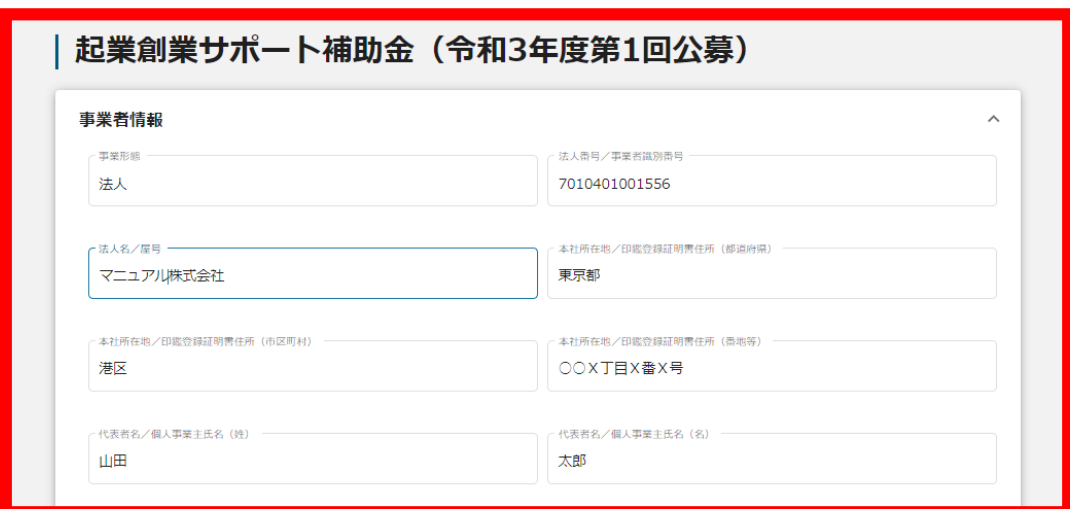 起業創業サポート補助金（令和3年度第1回公募）
事業者情報
事業形態
法人
法人番号／事業者識別番号
7010401001556
法人名／屋号
マニュアル株式会社
本社所在地／印鑑登録証明書住所（都道府県）
東京都
本社所在地／印鑑登録証明書住所（市区町村）
港区
本社所在地／印鑑登録証明書住所（番地等）
〇〇X丁目X番X号
代表者名／個人事業主氏名（姓）
山田
代表者名／個人事業主氏名（名）
太郎